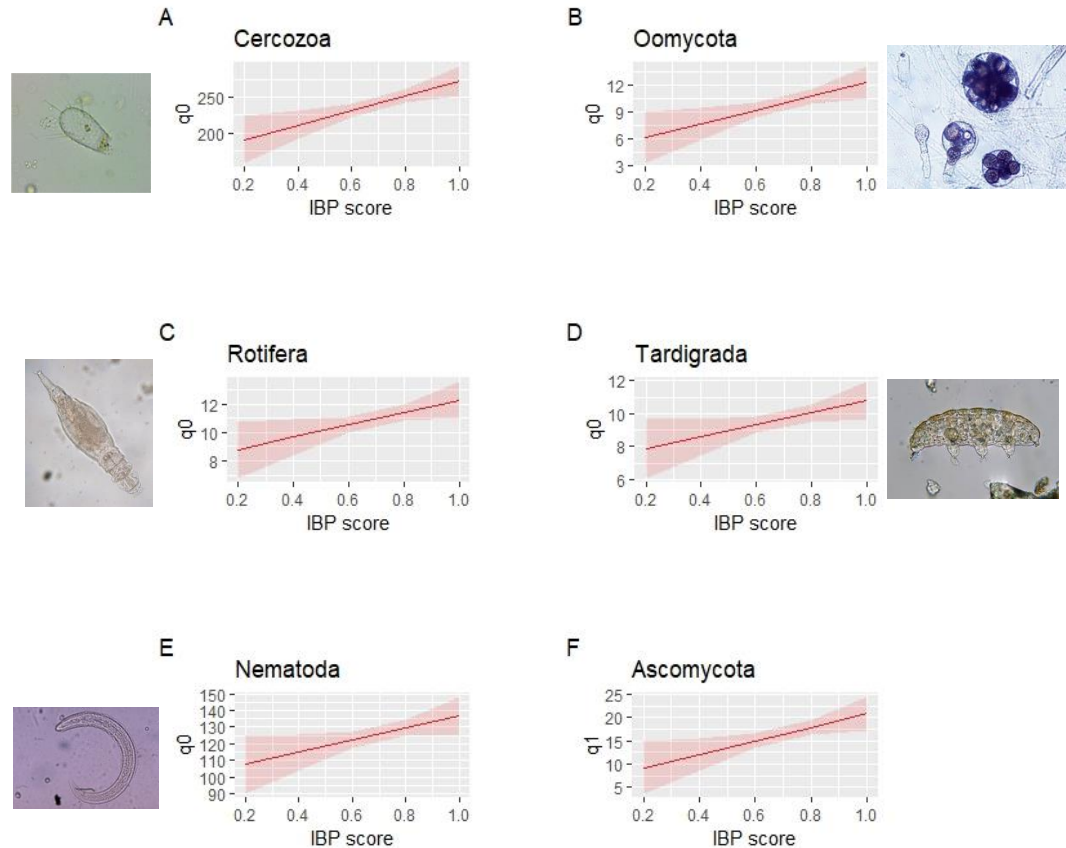 A
Cercozoa
q0
250
200
0.2 0.4 0.6 0.8 1.0
IBP score
B
Oomycota
q0
12
9
6
3
0.2 0.4 0.6 0.8 1.0
IBP score
C
Rotifera
q0
12
10
8
0.2 0.4 0.6 0.8 1.0
IBP score
D
Tardigrada
q0
12
10
8
6
0.2 0.4 0.6 0.8 1.0
IBP score
E
Nematoda
q0
150
140
130
120
110
100
90
0.2 0.4 0.6 0.8 1.0
IBP score
F
Ascomycota
q1
25
20
15
10
5
0.2 0.4 0.6 0.8 1.0
IBP score